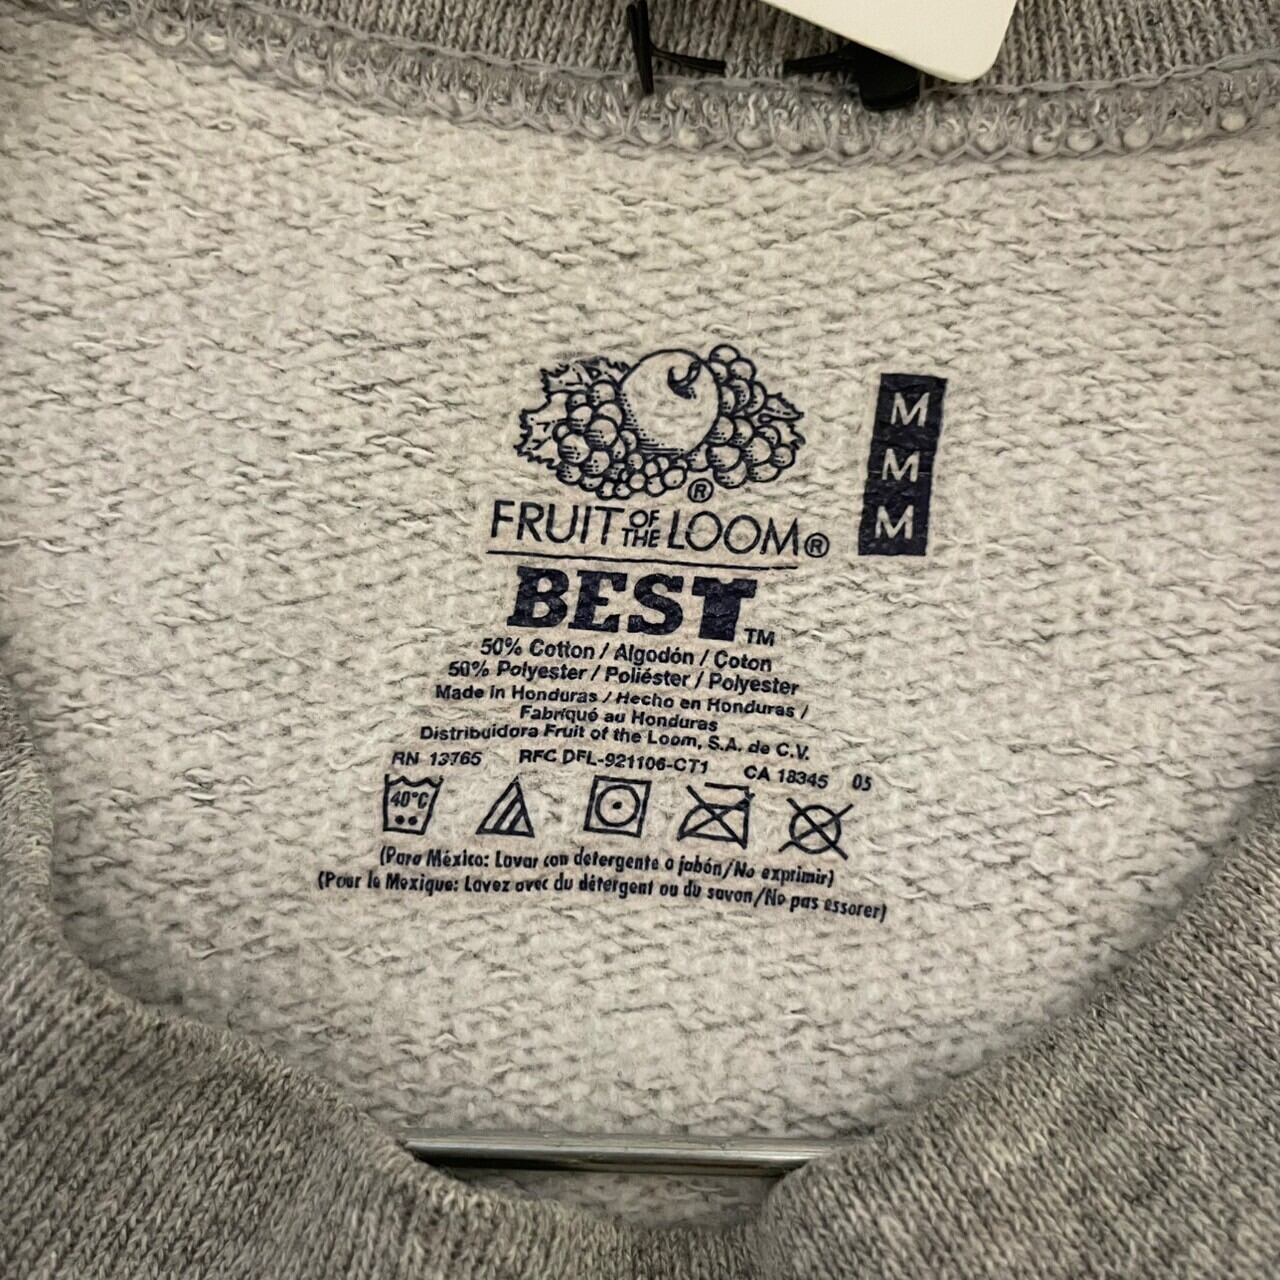 FRUIT OF THE LOOM®
®
M
M
M
BEST™
50% Cotton / Algodón / Coton
50% Polyester / Poliéster / Polyester
Made in Honduras / Hecho en Honduras /
Fabriqué au Honduras
Distribuidora Fruit of the Loom, S.A. de C.V.
RN 13765 RFC DFL-921106-CT1 CA 18345 05
40°C
(Para México: Lavar con detergente o jabón/No exprimir)
(Pour le Mexique: Lavez avec du détergent ou du savon/No pas essorer)